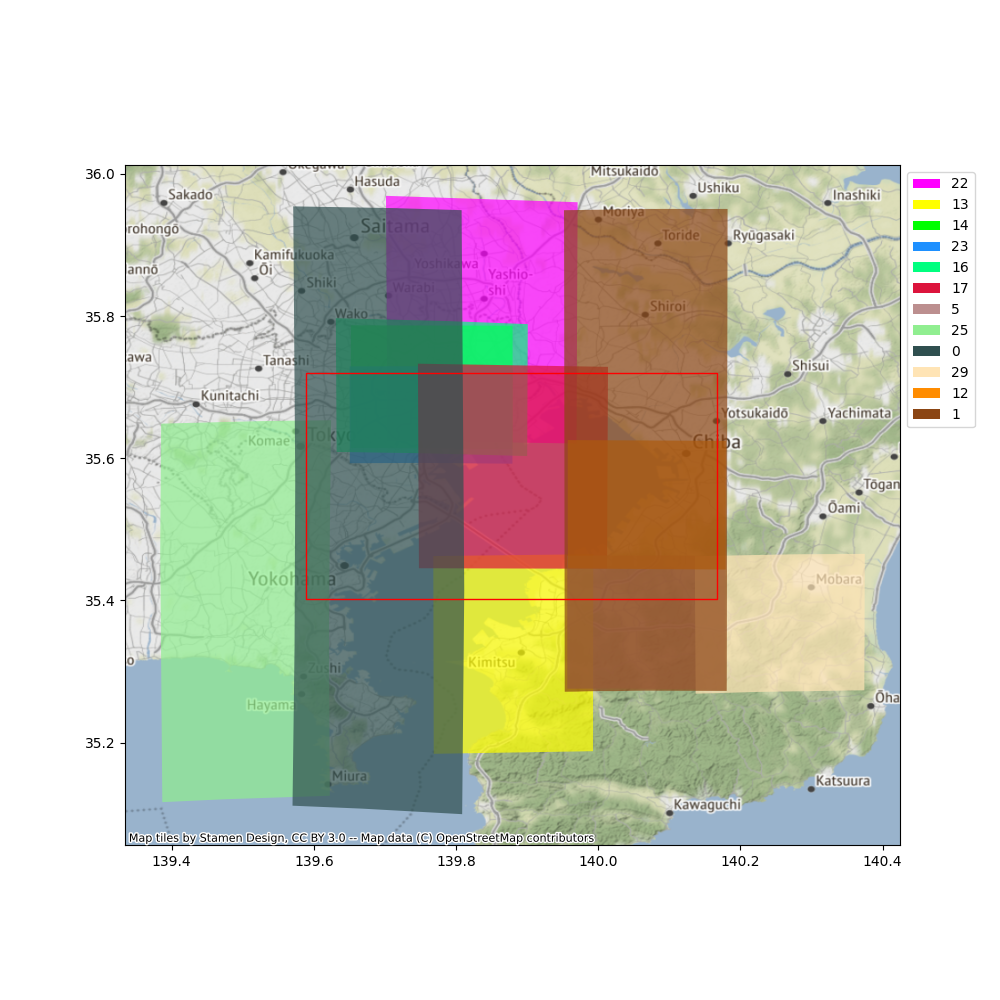 Okegawa
Mitsukaidō
Hasuda
Ushiku
Inashiki
Sakado
36.0
Moriya
Saitama
orohongō
Toride
Ryūgasaki
Kamifukuoka
Yoshikawa
annō
Ōi
Yashio-
shi
Shiki
Warabi
Shiroi
35.8
Wako
awa
Tanashi
Shisui
Kunitachi
Yotsukaidō
Yachimata
Komae
Tokyo
Chiba
35.6
Tōgan
Ōami
Yokohama
Mobara
35.4
Kimitsu
o
Zushi
Hayama
Ōha
35.2
Miura
Katsuura
Kawaguchi
Map tiles by Stamen Design, CC BY 3.0 -- Map data (C) OpenStreetMap contributors
139.4 139.6 139.8 140.0 140.2 140.4
22
13
14
23
16
17
5
25
0
29
12
1